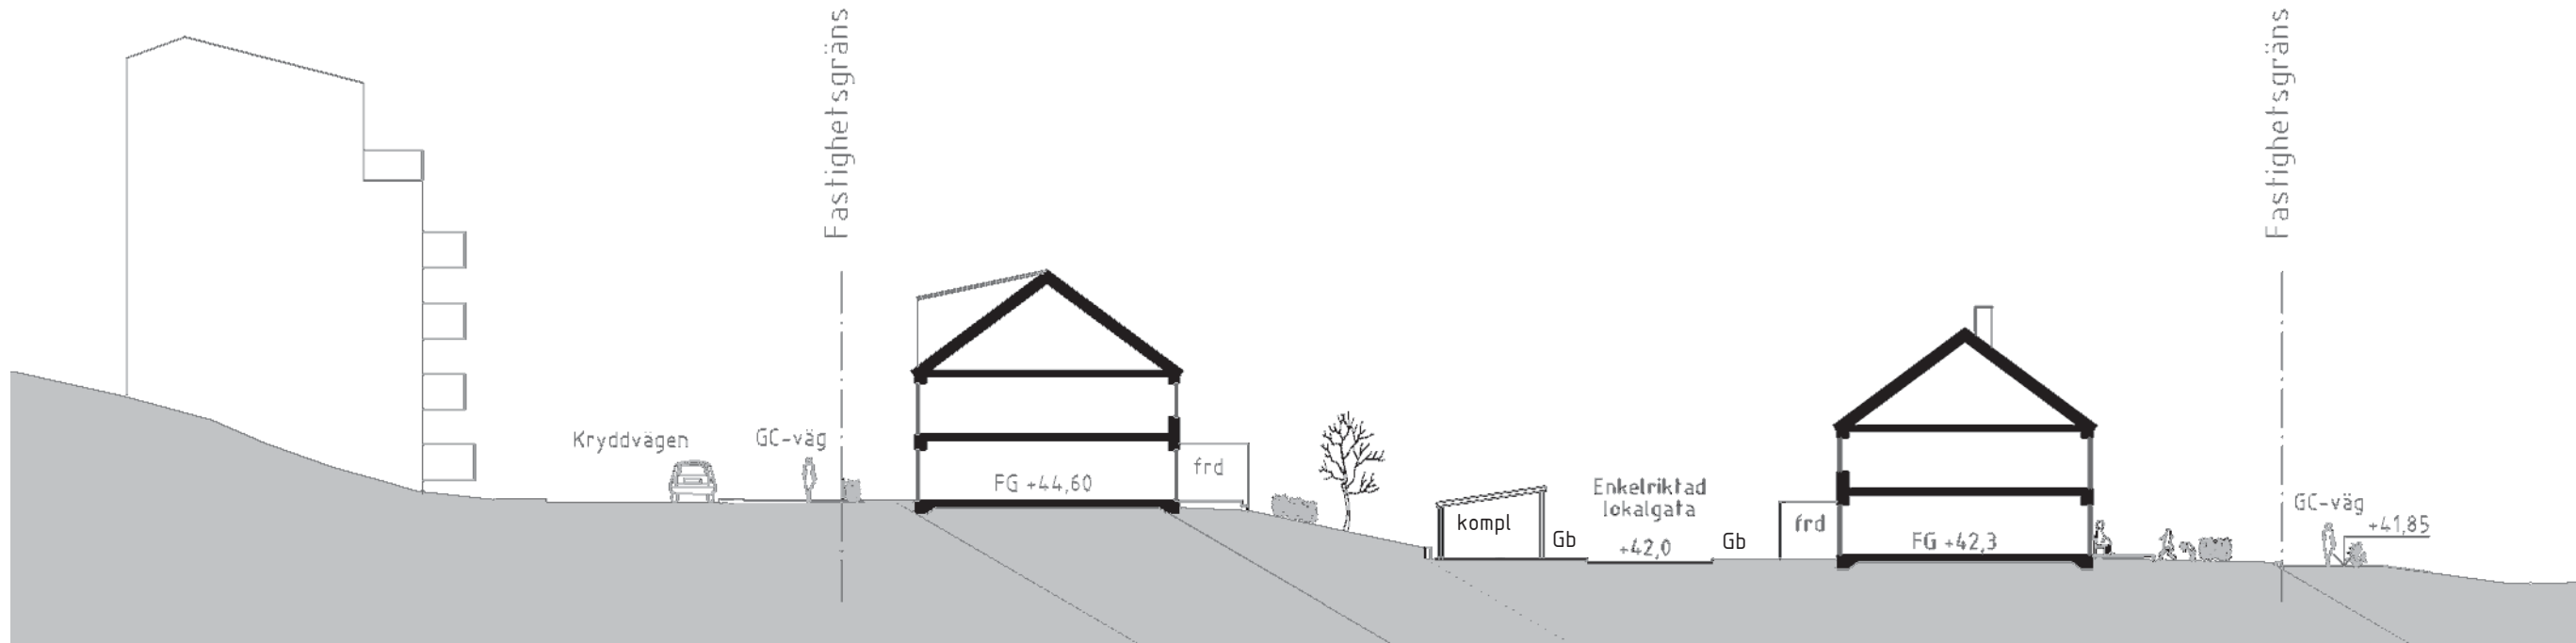 Fastighetsgräns
Fastighetsgräns
Kryddvägen
GC-väg
FG +44,60
frd
kompl
Gb
Enkelriktad
lokalgata
+42,0
Gb
frd
FG +42,3
GC-väg
+41,85